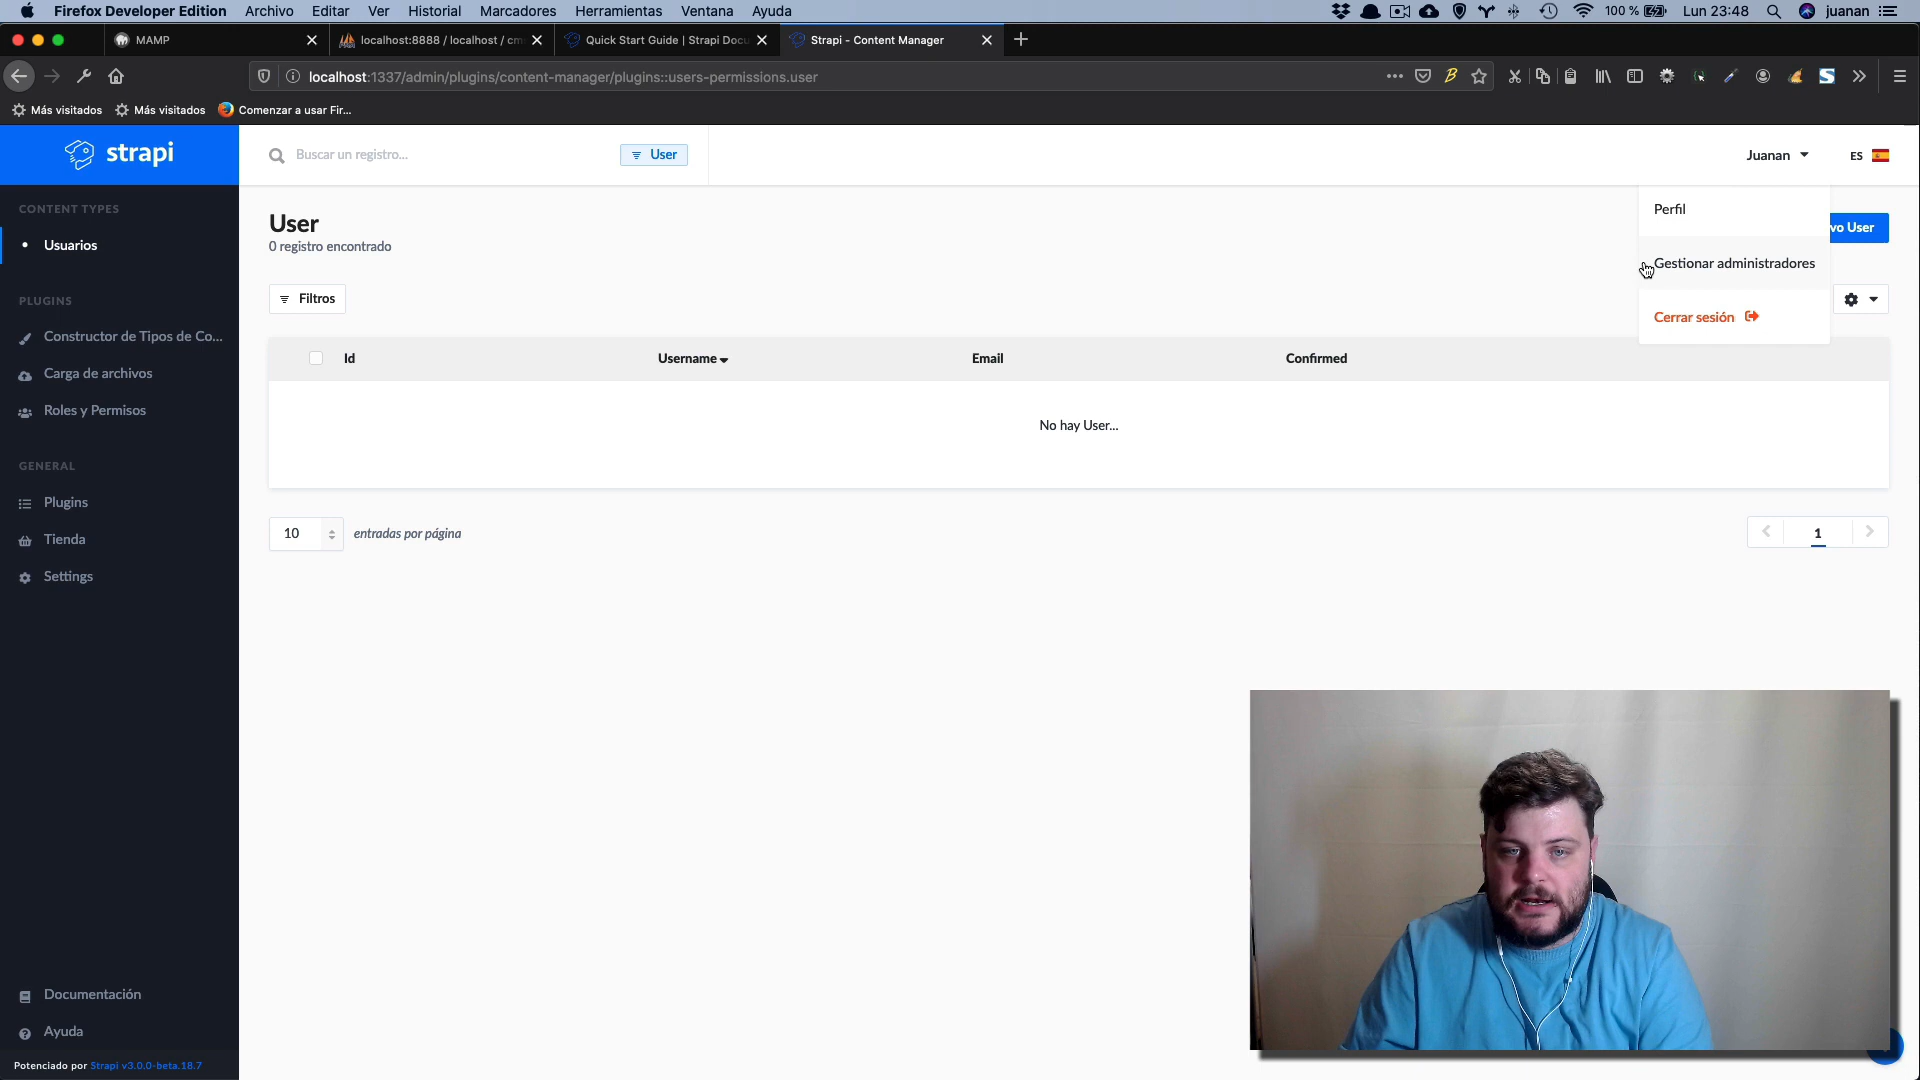 Firefox Developer Edition Archivo Editar Ver Historial Marcadores Herramientas Ventana Ayuda 100 % Lun 23:48 juanan
MAMP
localhost:8888 / localhost / cm
Quick Start Guide | Strapi Docu
Strapi - Content Manager
localhost:1337/admin/plugins/content-manager/plugins::users-permissions.user
Más visitados Más visitados Comenzar a usar Fir...
strapi
Buscar un registro...
User
Juanan
ES
CONTENT TYPES
Usuarios
PLUGINS
Constructor de Tipos de Co...
Carga de archivos
Roles y Permisos
GENERAL
Plugins
Tienda
Settings
Documentación
Ayuda
Potenciado por Strapi v3.0.0-beta.18.7
User
0 registro encontrado
Perfil
vo User
Gestionar administradores
Cerrar sesión
Filtros
Id Username Email Confirmed
No hay User...
10 entradas por página
1